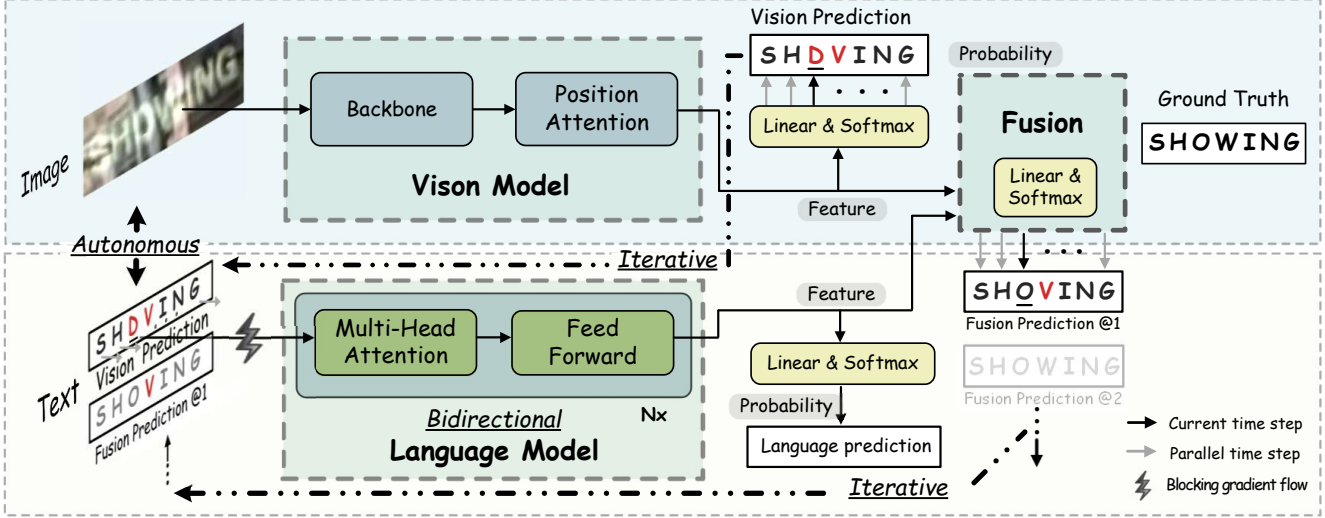 Vision Prediction
SHDVING
Probability
Backbone
Position
Attention
Linear & Softmax
Fusion
Linear &
Softmax
Ground Truth
SHOWING
Image
SHOWING
Vison Model
Feature
Autonomous
Iterative
SHDVING
Vision Prediction
SHOVING
Fusion Prediction @1
Text
Multi-Head
Attention
Feed
Forward
Bidirectional
Nx
Language Model
Feature
Linear & Softmax
Probability
Language prediction
SHOVING
Fusion Prediction @1
SHOWING
Fusion Prediction @2
Iterative
Current time step
Parallel time step
Blocking gradient flow